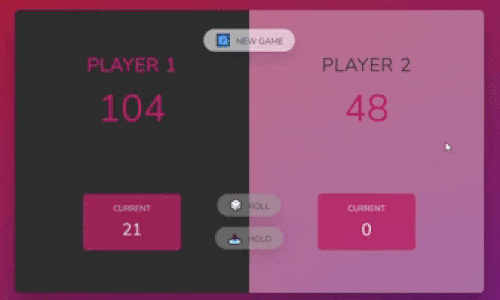 NEW GAME
PLAYER 1
104
CURRENT
21
PLAYER 2
48
CURRENT
0
ROLL
HOLD